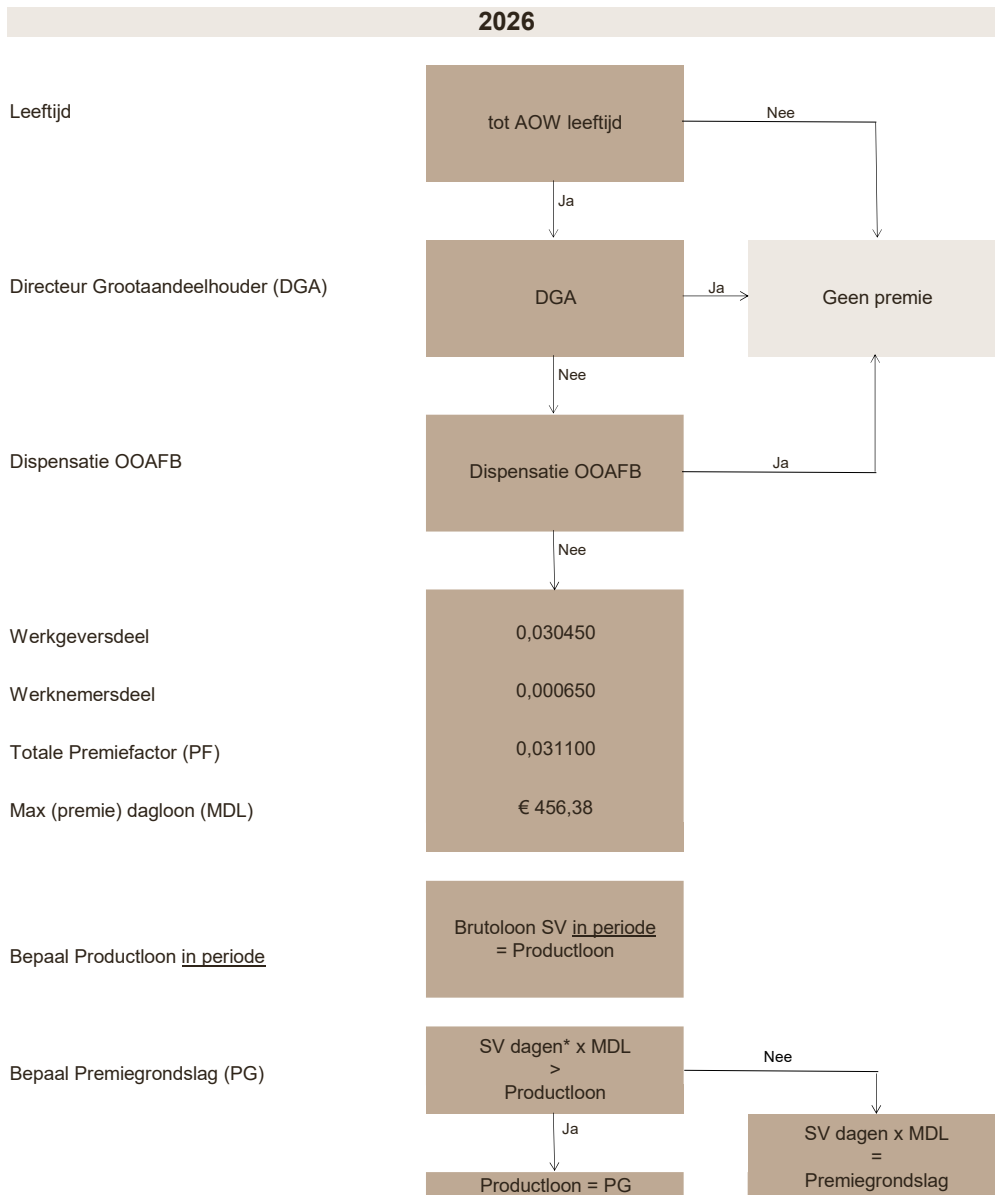 2026
Leeftijd
tot AOW leeftijd
Nee
Ja
Directeur Grootaandeelhouder (DGA)
DGA
Ja
Geen premie
Nee
Dispensatie OOAFB
Dispensatie OOAFB
Ja
Nee
Werkgeversdeel
0,030450
Werknemersdeel
0,000650
Totale Premiefactor (PF)
0,031100
Max (premie) dagloon (MDL)
€ 456,38
Bepaal Productloon in periode
Brutoloon SV in periode
= Productloon
Bepaal Premiegrondslag (PG)
SV dagen* x MDL
>
Productloon
Nee
Ja
SV dagen x MDL
=
Premiegrondslag
Productloon = PG